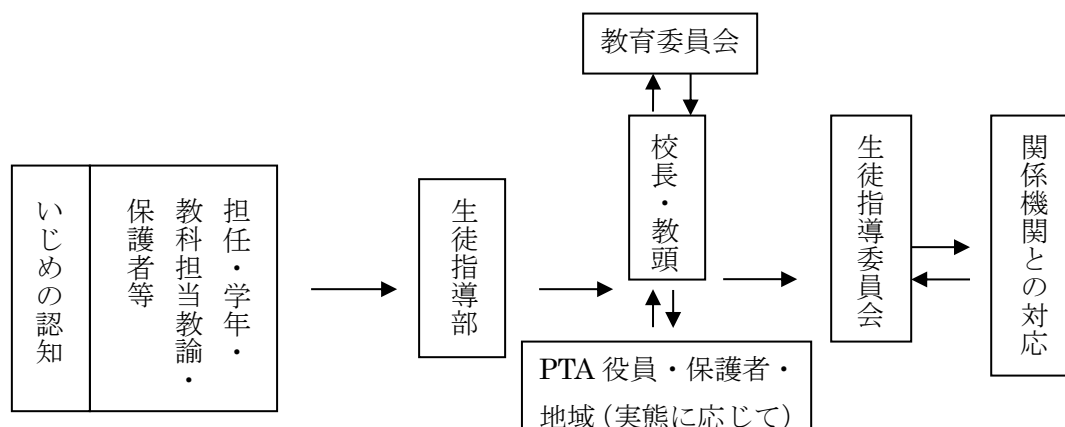 教育委員会
いじめの認知
担任・学年・
教科担当教諭・
保護者等
生徒指導部
校長・教頭
生徒指導委員会
関係機関との対応
PTA 役員・保護者・
地域（実態に応じて）